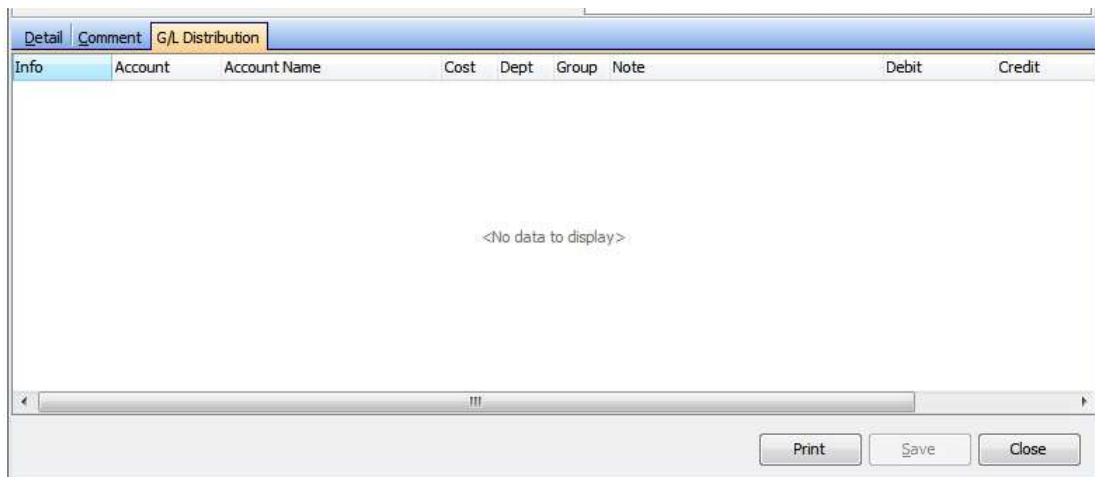 Detail Comment G/L Distribution
Info Account Account Name Cost Dept Group Note Debit Credit
<No data to display>
Print Save Close